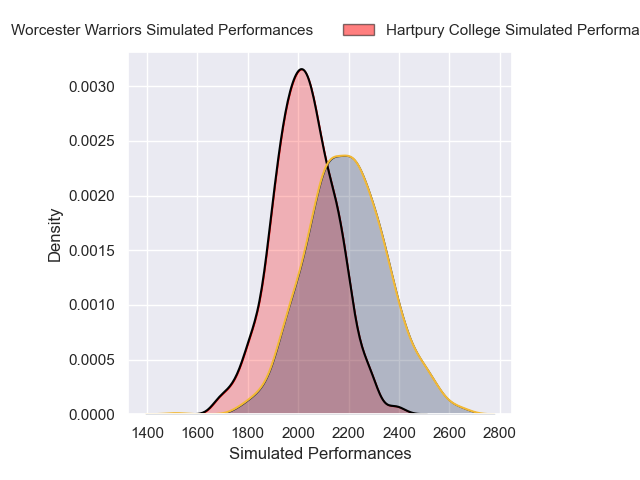 Worcester Warriors Simulated Performances Hartpury College Simulated Performa
0.0030
0.0025
0.0020
0.0015
0.0010
0.0005
0.0000
Density
1400 1600 1800 2000 2200 2400 2600 2800
Simulated Performances